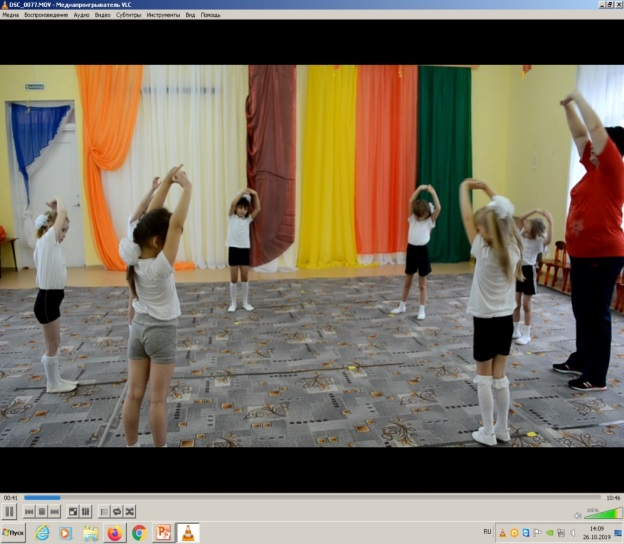 DSC_0077.MOV - Медиапроигрыватель VLC
Медиа Воспроизведение Аудио Видео Субтитры Инструменты Вид Помощь
00:41 10:46
100%
Пуск RU 14:09
26.10.2019